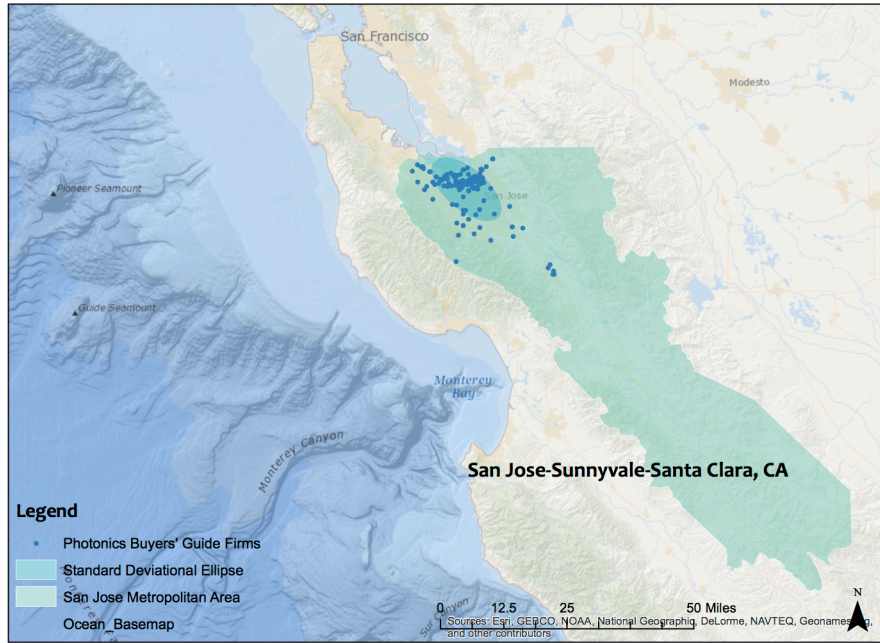 San Francisco
Modesto
Pioneer Seamount
San Jose
Guide Seamount
Monterey
Bay
Monterey Canyon
San Jose-Sunnyvale-Santa Clara, CA
Legend
Photonics Buyers' Guide Firms
Standard Deviational Ellipse
San Jose Metropolitan Area
Ocean_Basemap
Sur Canyon
N
0 12.5 25 50 Miles
Sources: Esri, GEBCO, NOAA, National Geographic, DeLorme, NAVTEQ, Geonames.org,
and other contributors